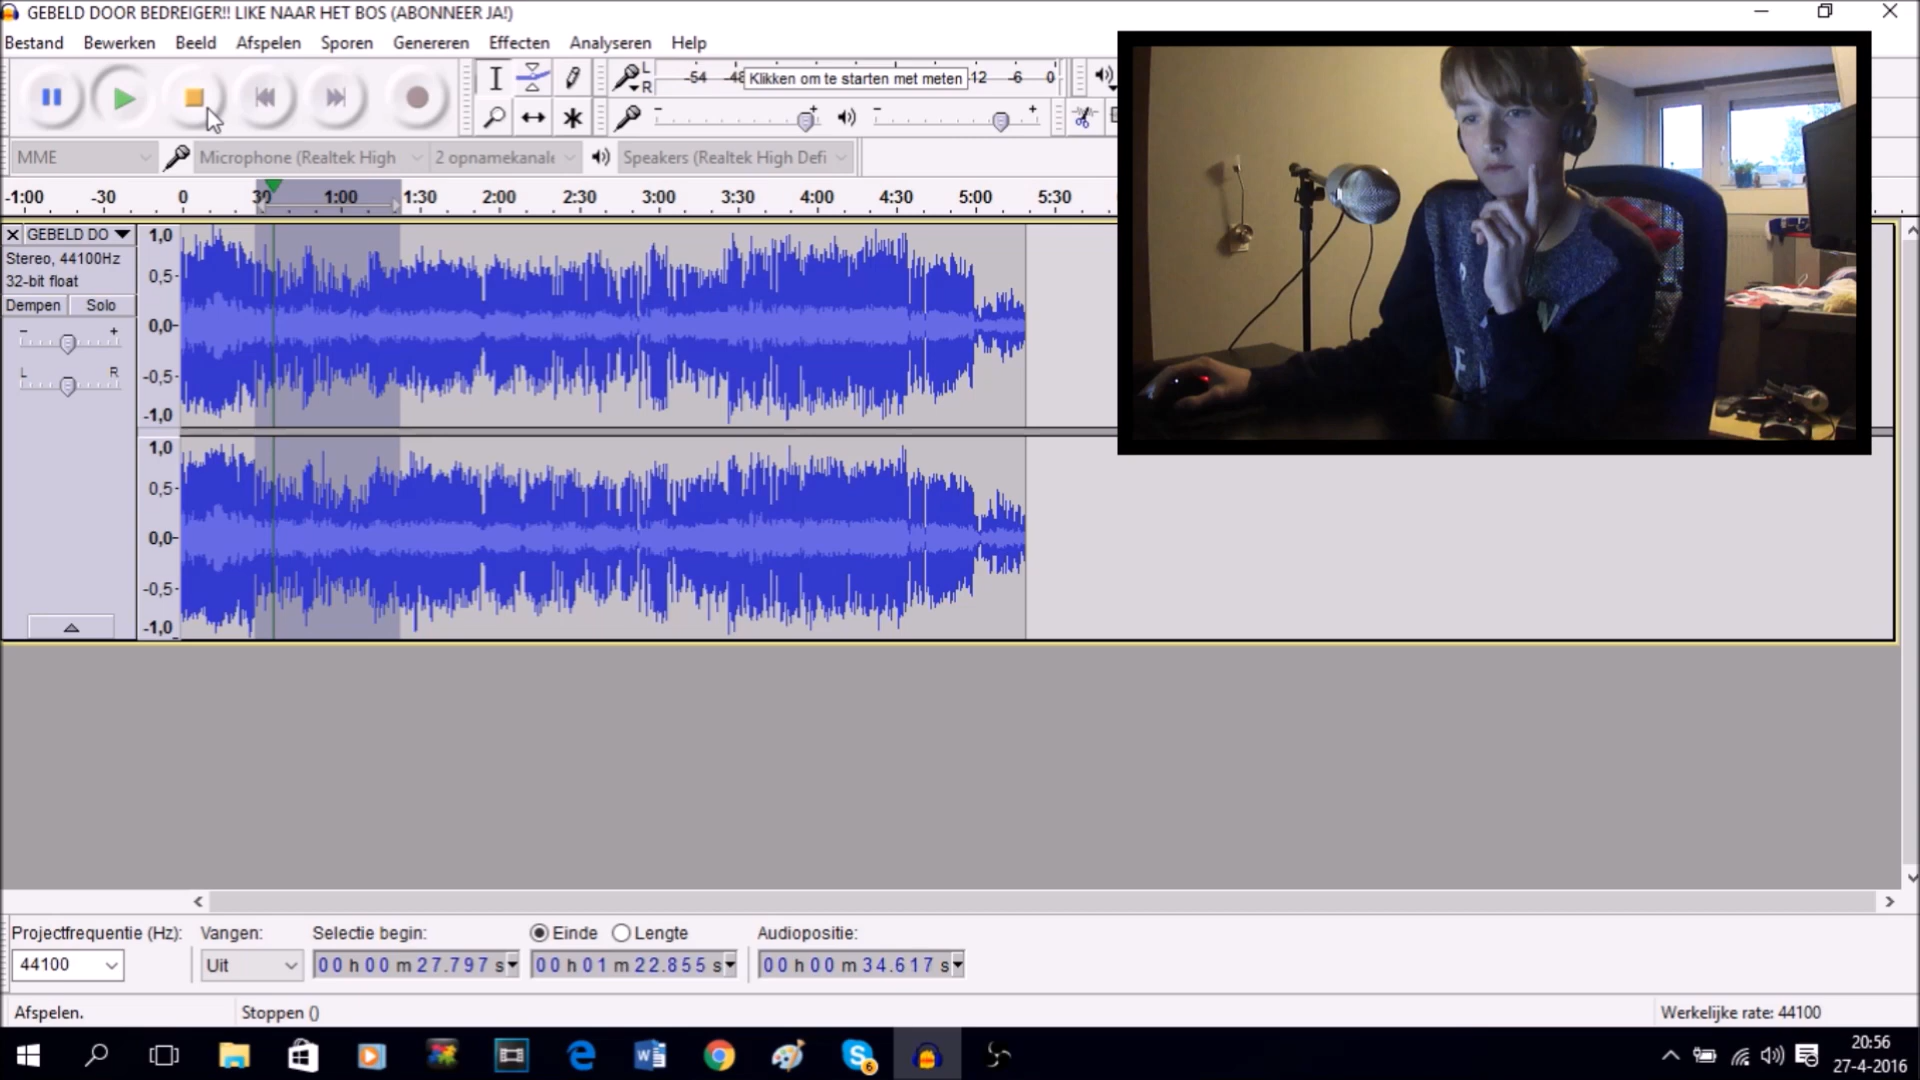 GEBELD DOOR BEDREIGER!! LIKE NAAR HET BOS (ABONNEER JA!)
Bestand Bewerken Beeld Afspelen Sporen Genereren Effecten Analyseren Help
L
R
-54 -48 Klikken om te starten met meten -12 -6 0
- +
- +
MME Microphone (Realtek High 2 opnamekanale Speakers (Realtek High Defi
-1:00 -30 0 30 1:00 1:30 2:00 2:30 3:00 3:30 4:00 4:30 5:00 5:30
GEBELD DO
Stereo, 44100Hz
32-bit float
Dempen Solo
- +
L R
1,0
0,5-
0,0-
-0,5-
-1,0
1,0
0,5-
0,0-
-0,5-
-1,0
Projectfrequentie (Hz): Vangen: Selectie begin: Einde Lengte Audiopositie:
44100 Uit 00 h 00 m 27.797 s 00 h 01 m 22.855 s 00 h 00 m 34.617 s
Afspelen. Stoppen () Werkelijke rate: 44100
6
20:56
27-4-2016